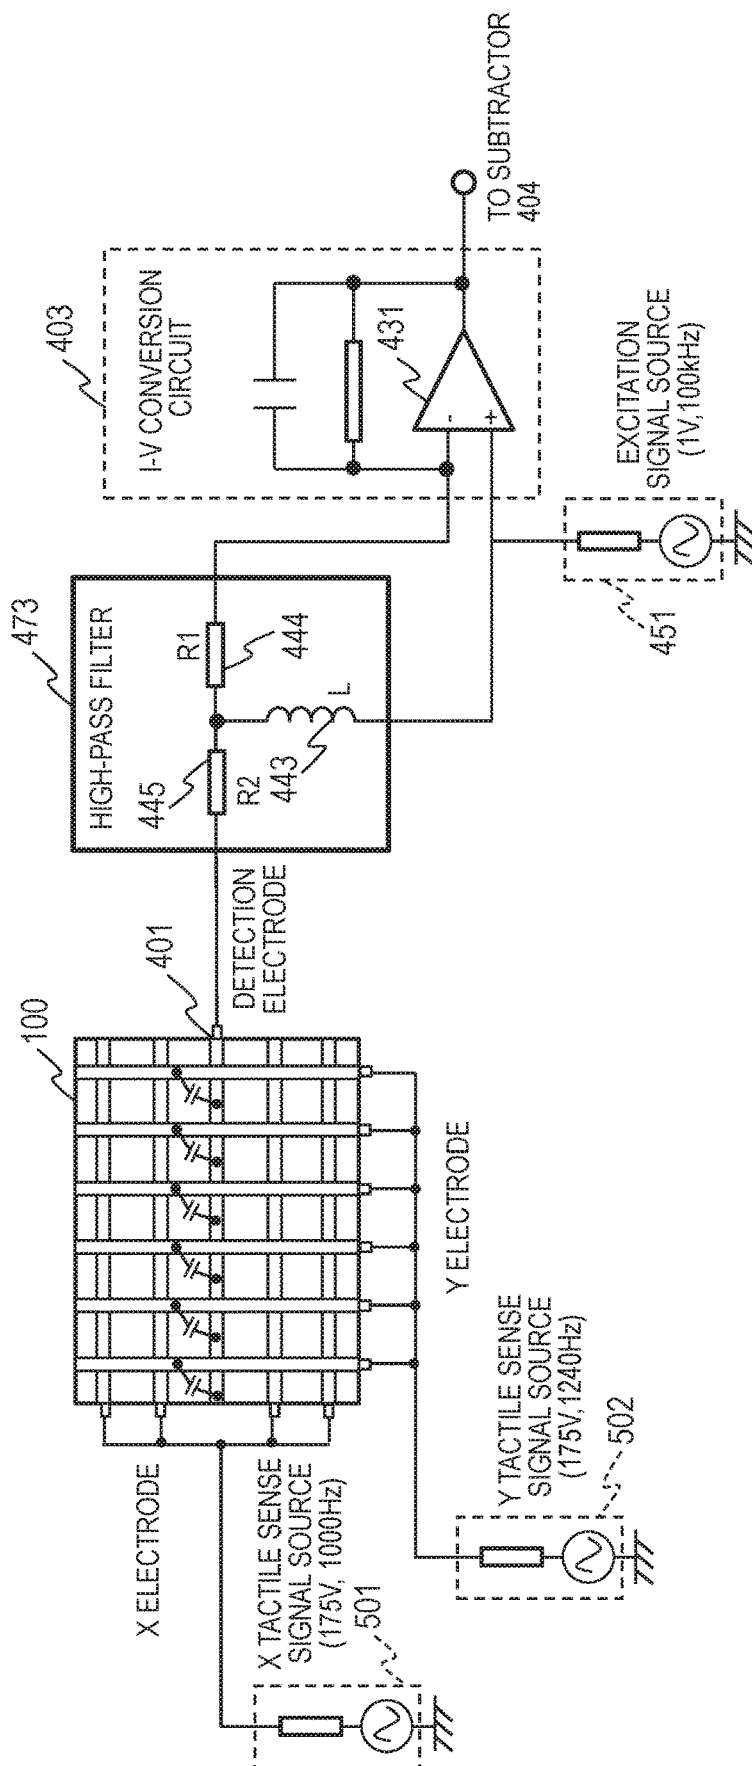 403
I-V CONVERSION
CIRCUIT
431
-
+
TO SUBTRACTOR
404
EXCITATION
SIGNAL SOURCE
(1V,100kHz)
451
473
HIGH-PASS FILTER
R1
444
445
R2
443
L
DETECTION
ELECTRODE
401
100
Y ELECTRODE
X ELECTRODE
X TACTILE SENSE
SIGNAL SOURCE
(175V, 1000Hz)
501
Y TACTILE SENSE
SIGNAL SOURCE
(175V,1240Hz)
502